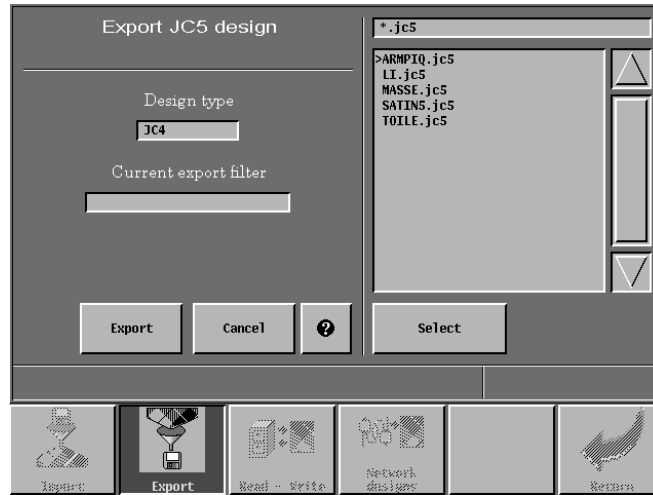 Export JC5 design
Design type
JC4
Current export filter
Export
Cancel
?
*.jc5
>ARMPIQ.jc5
LI.jc5
MASSE.jc5
SATIN5.jc5
TOILE.jc5
Select
Import
Export
Read - Write
Network
designs
Return